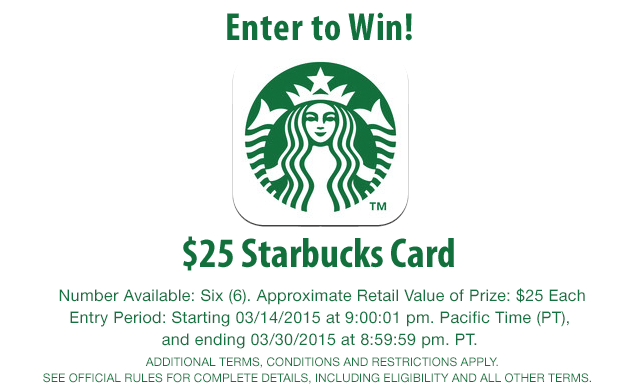 Enter to Win!
TM
$25 Starbucks Card
Number Available: Six (6). Approximate Retail Value of Prize: $25 Each
Entry Period: Starting 03/14/2015 at 9:00:01 pm. Pacific Time (PT),
and ending 03/30/2015 at 8:59:59 pm. PT.
ADDITIONAL TERMS, CONDITIONS AND RESTRICTIONS APPLY.
SEE OFFICIAL RULES FOR COMPLETE DETAILS, INCLUDING ELIGIBILITY AND ALL OTHER TERMS.